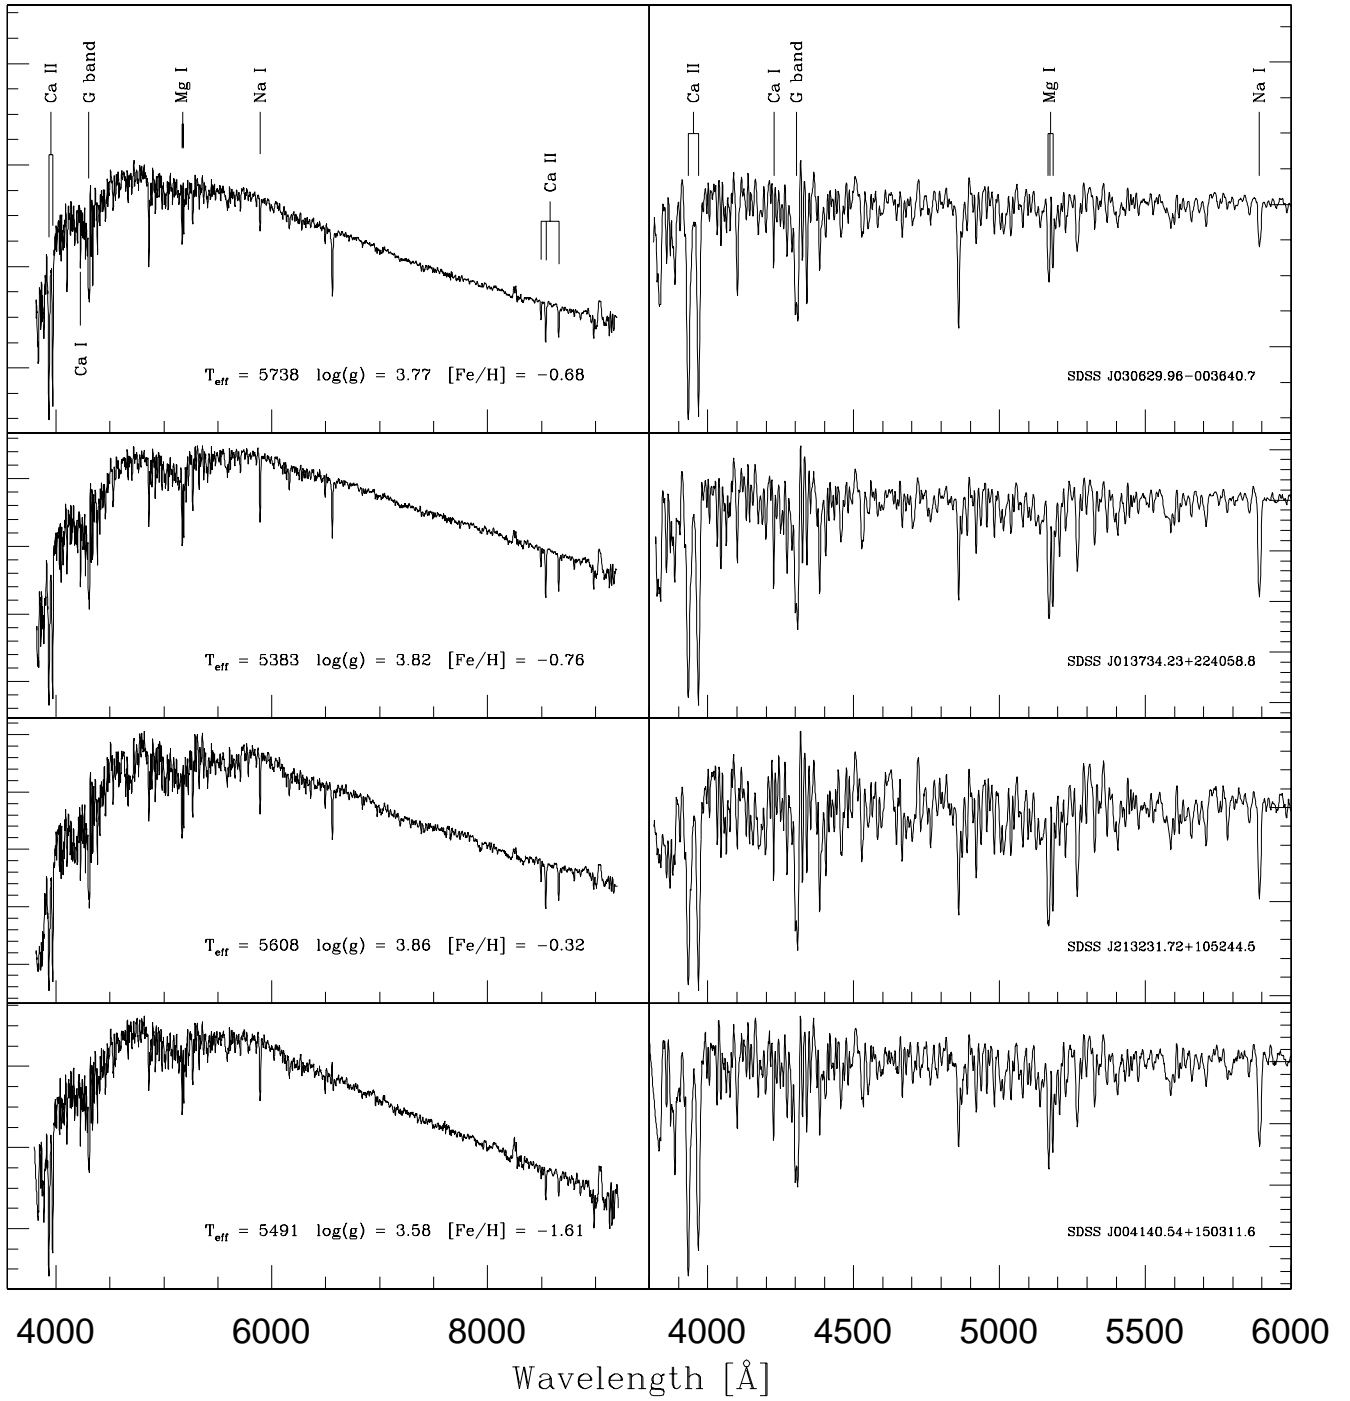 Ca II
G band
Mg I
Na I
Ca II
Ca I
T_eff = 5738 log(g) = 3.77 [Fe/H] = −0.68
Ca II
Ca I
G band
Mg I
Na I
SDSS J030629.96−003640.7
T_eff = 5383 log(g) = 3.82 [Fe/H] = −0.76
SDSS J013734.23+224058.8
T_eff = 5608 log(g) = 3.86 [Fe/H] = −0.32
SDSS J213231.72+105244.5
T_eff = 5491 log(g) = 3.58 [Fe/H] = −1.61
SDSS J004140.54+150311.6
4000 6000 8000 4000 4500 5000 5500 6000
Wavelength [Å]